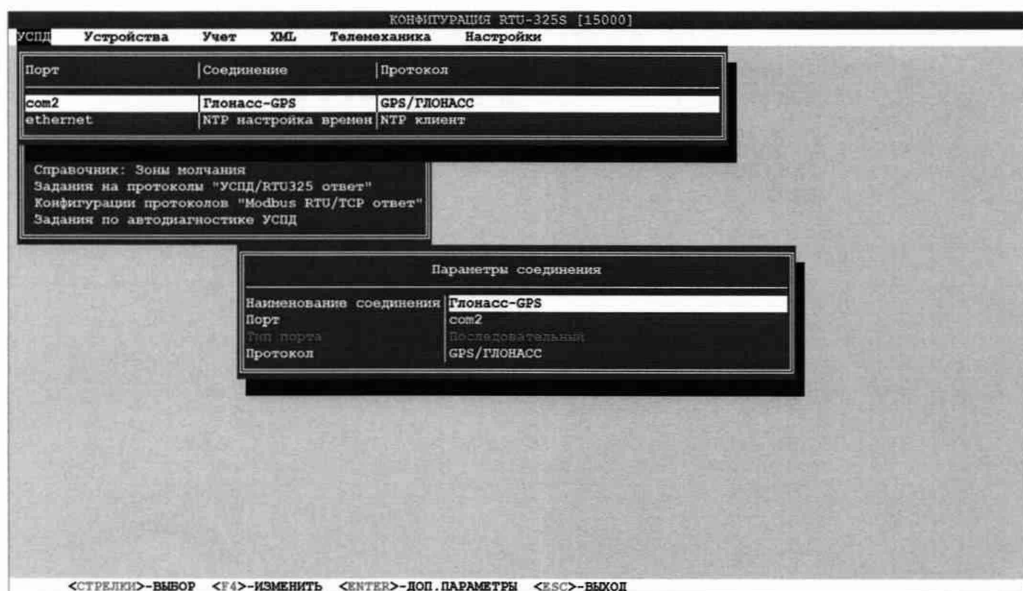 КОНФИГУРАЦИЯ RTU-325S [15000]
УСПД Устройства Учет XML Телемеханика Настройки
Порт Соединение Протокол
com2 Глонасс-GPS GPS/ГЛОНАСС
ethernet NTP настройка времен NTP клиент
Справочник: Зоны молчания
Задания на протоколы "УСПД/RTU325 ответ"
Конфигурации протоколов "Modbus RTU/TCP ответ"
Задания по автодиагностике УСПД
Параметры соединения
Наименование соединения Глонасс-GPS
Порт com2
Тип порта Последовательный
Протокол GPS/ГЛОНАСС
<СТРЕЛКИ>-ВЫБОР <F4>-ИЗМЕНИТЬ <ENTER>-ДОП.ПАРАМЕТРЫ <ESC>-ВЫХОД